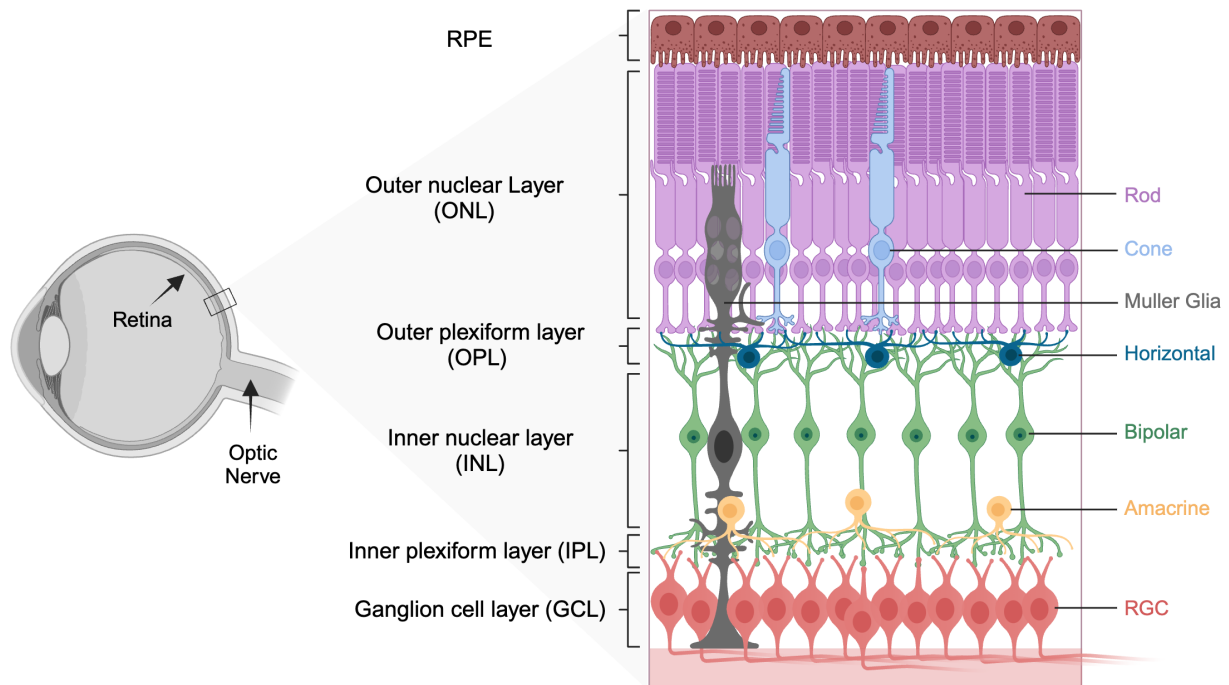 RPE
Outer nuclear Layer
(ONL)
Outer plexiform layer
(OPL)
Inner nuclear layer
(INL)
Inner plexiform layer (IPL)
Ganglion cell layer (GCL)
Retina
Optic
Nerve
Rod
Cone
Muller Glia
Horizontal
Bipolar
Amacrine
RGC